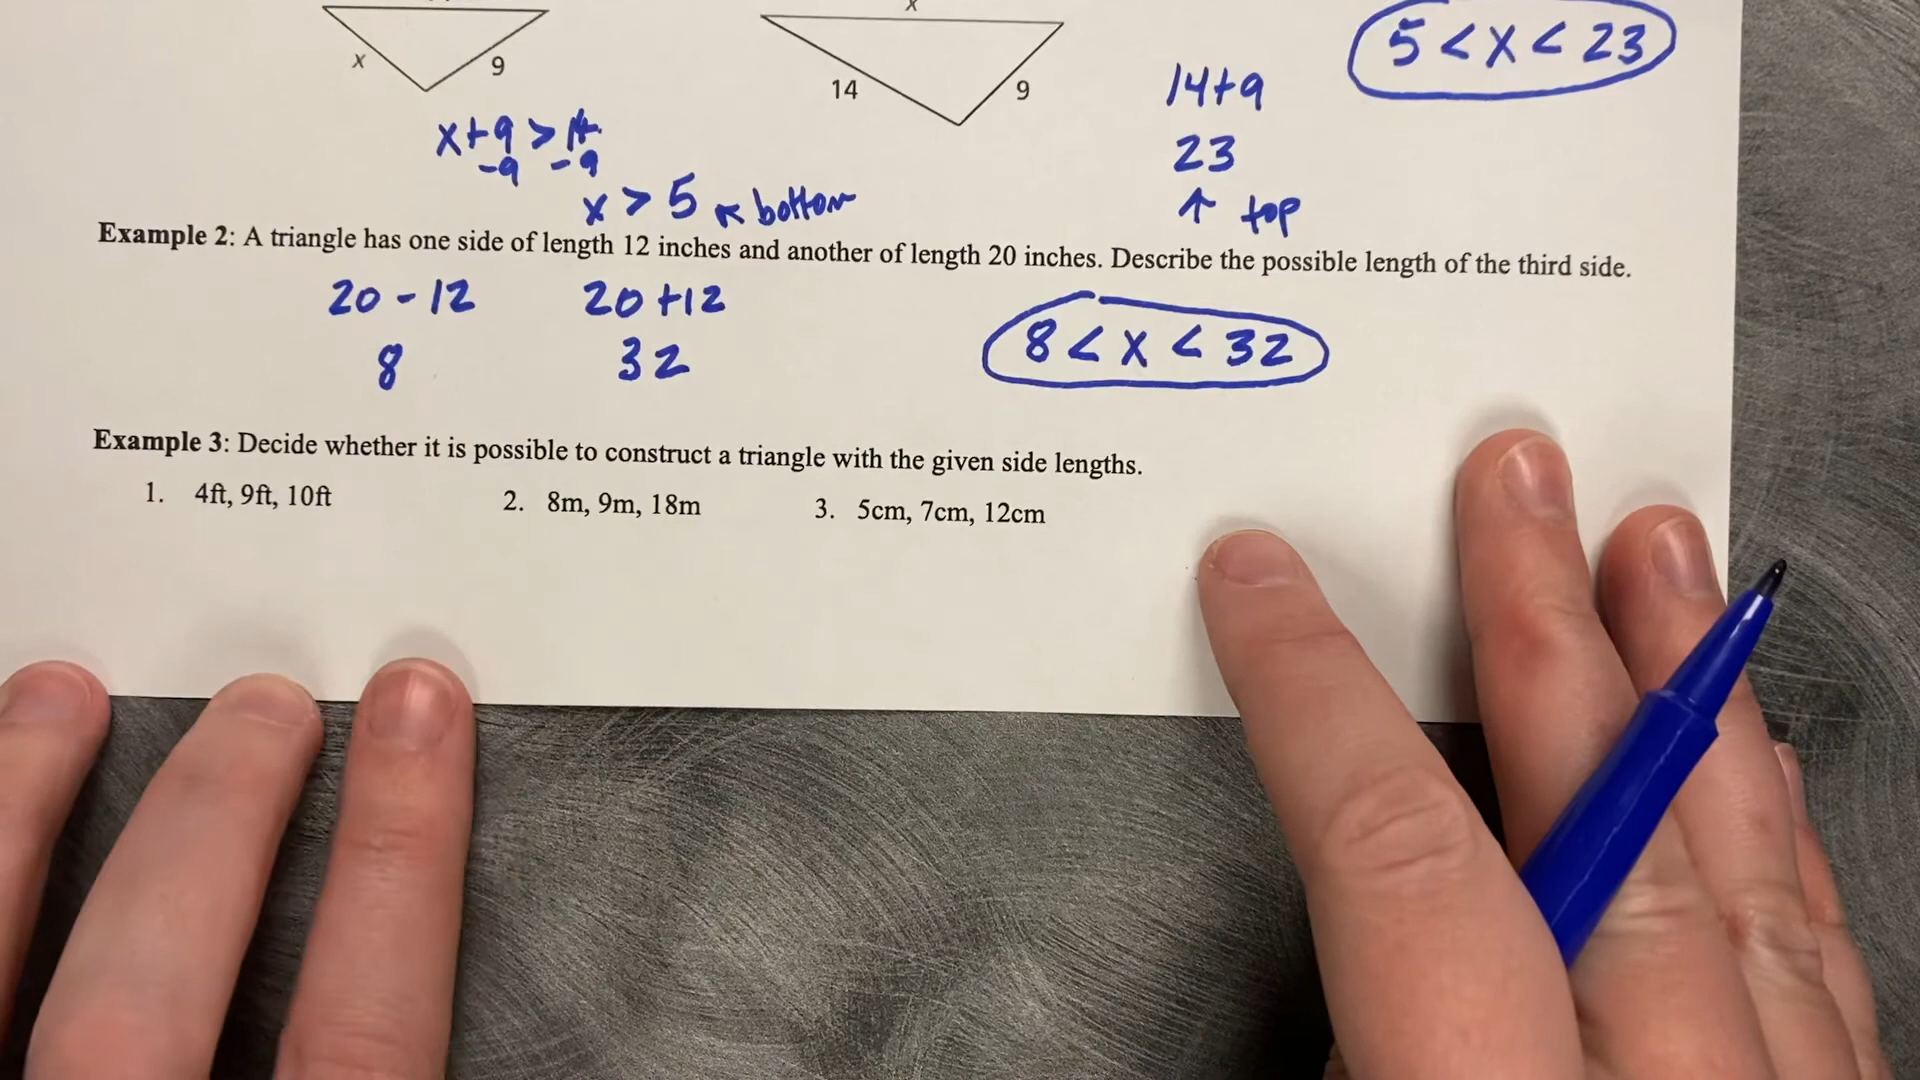 x
5 < x < 23
x
9
14
9
14+9
x+9 > 14
-9 -9
23
x > 5 ↖ bottom
↑ top
Example 2: A triangle has one side of length 12 inches and another of length 20 inches. Describe the possible length of the third side.
20 - 12
20 + 12
8 < x < 32
8
32
Example 3: Decide whether it is possible to construct a triangle with the given side lengths.
1. 4ft, 9ft, 10ft
2. 8m, 9m, 18m
3. 5cm, 7cm, 12cm